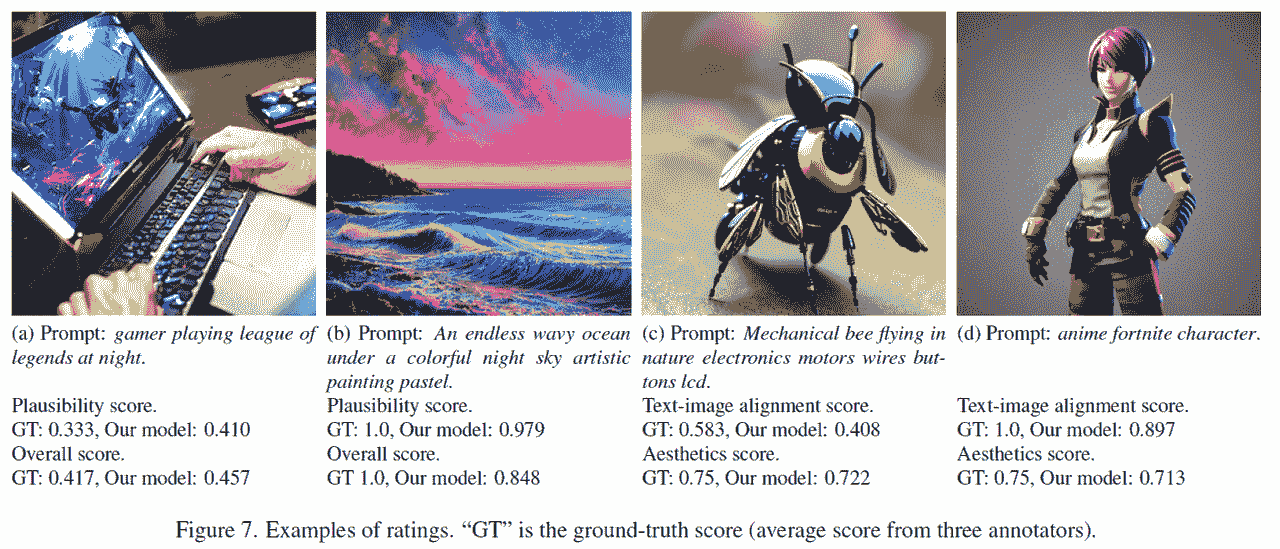 (a) Prompt: gamer playing league of
legends at night.
Plausibility score.
GT: 0.333, Our model: 0.410
Overall score.
GT: 0.417, Our model: 0.457
(b) Prompt: An endless wavy ocean
under a colorful night sky artistic
painting pastel.
Plausibility score.
GT: 1.0, Our model: 0.979
Overall score.
GT 1.0, Our model: 0.848
(c) Prompt: Mechanical bee flying in
nature electronics motors wires but-
tons lcd.
Text-image alignment score.
GT: 0.583, Our model: 0.408
Aesthetics score.
GT: 0.75, Our model: 0.722
(d) Prompt: anime fortnite character.
Text-image alignment score.
GT: 1.0, Our model: 0.897
Aesthetics score.
GT: 0.75, Our model: 0.713
Figure 7. Examples of ratings. “GT” is the ground-truth score (average score from three annotators).